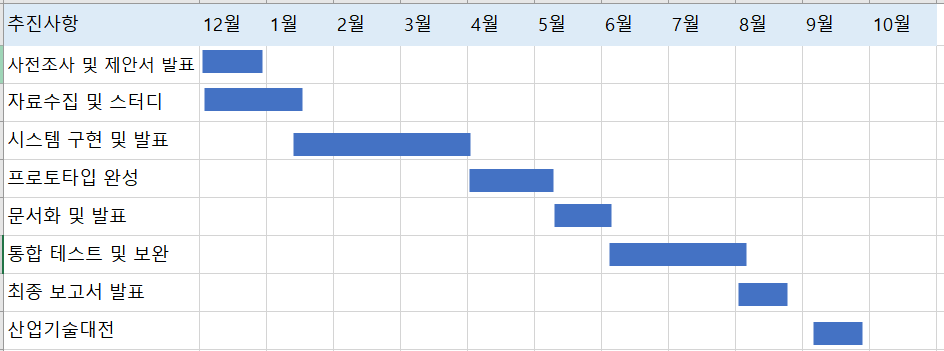 추진사항 12월 1월 2월 3월 4월 5월 6월 7월 8월 9월 10월
사전조사 및 제안서 발표
자료수집 및 스터디
시스템 구현 및 발표
프로토타입 완성
문서화 및 발표
통합 테스트 및 보완
최종 보고서 발표
산업기술대전